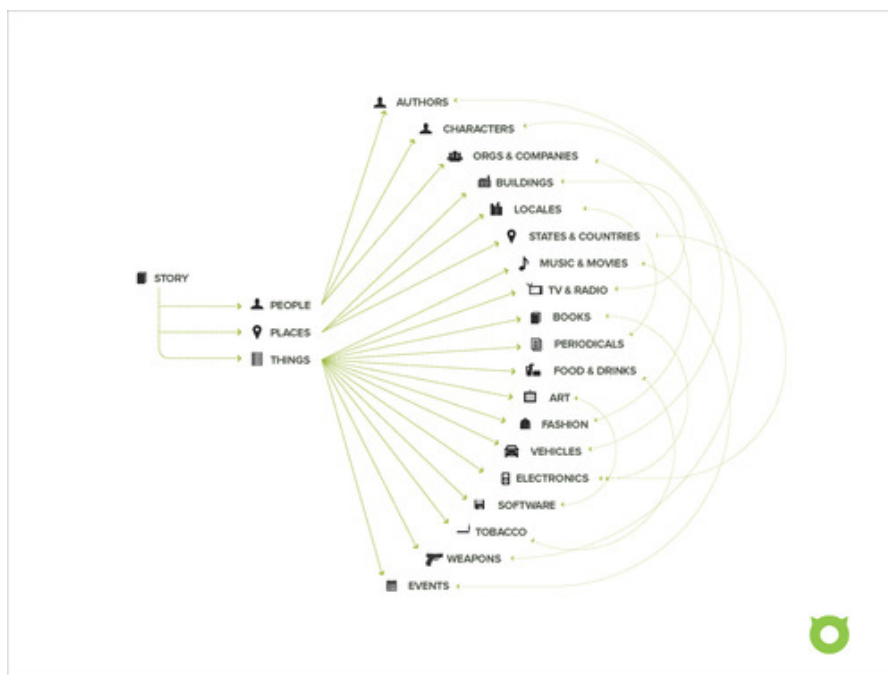 AUTHORS
CHARACTERS
ORGS & COMPANIES
BUILDINGS
LOCALES
STATES & COUNTRIES
MUSIC & MOVIES
STORY
TV & RADIO
PEOPLE
BOOKS
PLACES
PERIODICALS
THINGS
FOOD & DRINKS
ART
FASHION
VEHICLES
ELECTRONICS
SOFTWARE
TOBACCO
WEAPONS
EVENTS